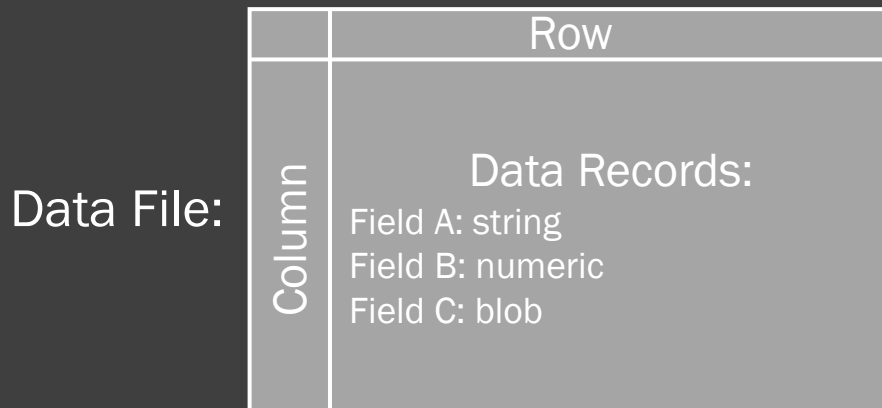 Row
Data File:
Column
Data Records:
Field A: string
Field B: numeric
Field C: blob